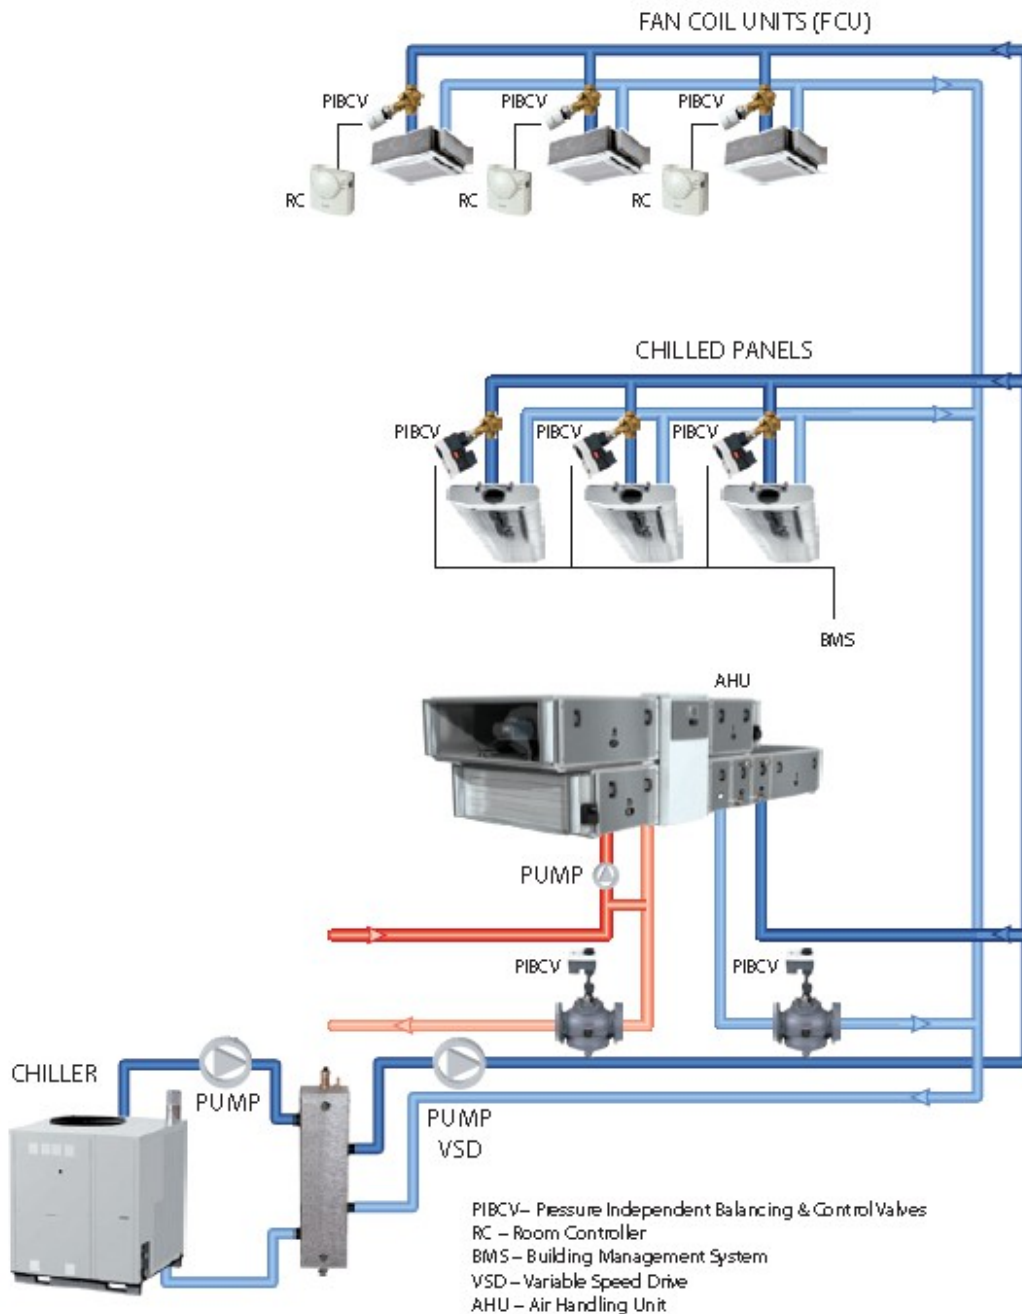 FAN COIL UNITS (FCU)
PIBCV
PIBCV
PIBCV
RC
RC
RC
CHILLED PANELS
PIBCV
PIBCV
PIBCV
BMS
AHU
PUMP
PIBCV
PIBCV
CHILLER
PUMP
PUMP
VSD
PIBCV – Pressure Independent Balancing & Control Valves
RC – Room Controller
BMS – Building Management System
VSD – Variable Speed Drive
AHU – Air Handling Unit